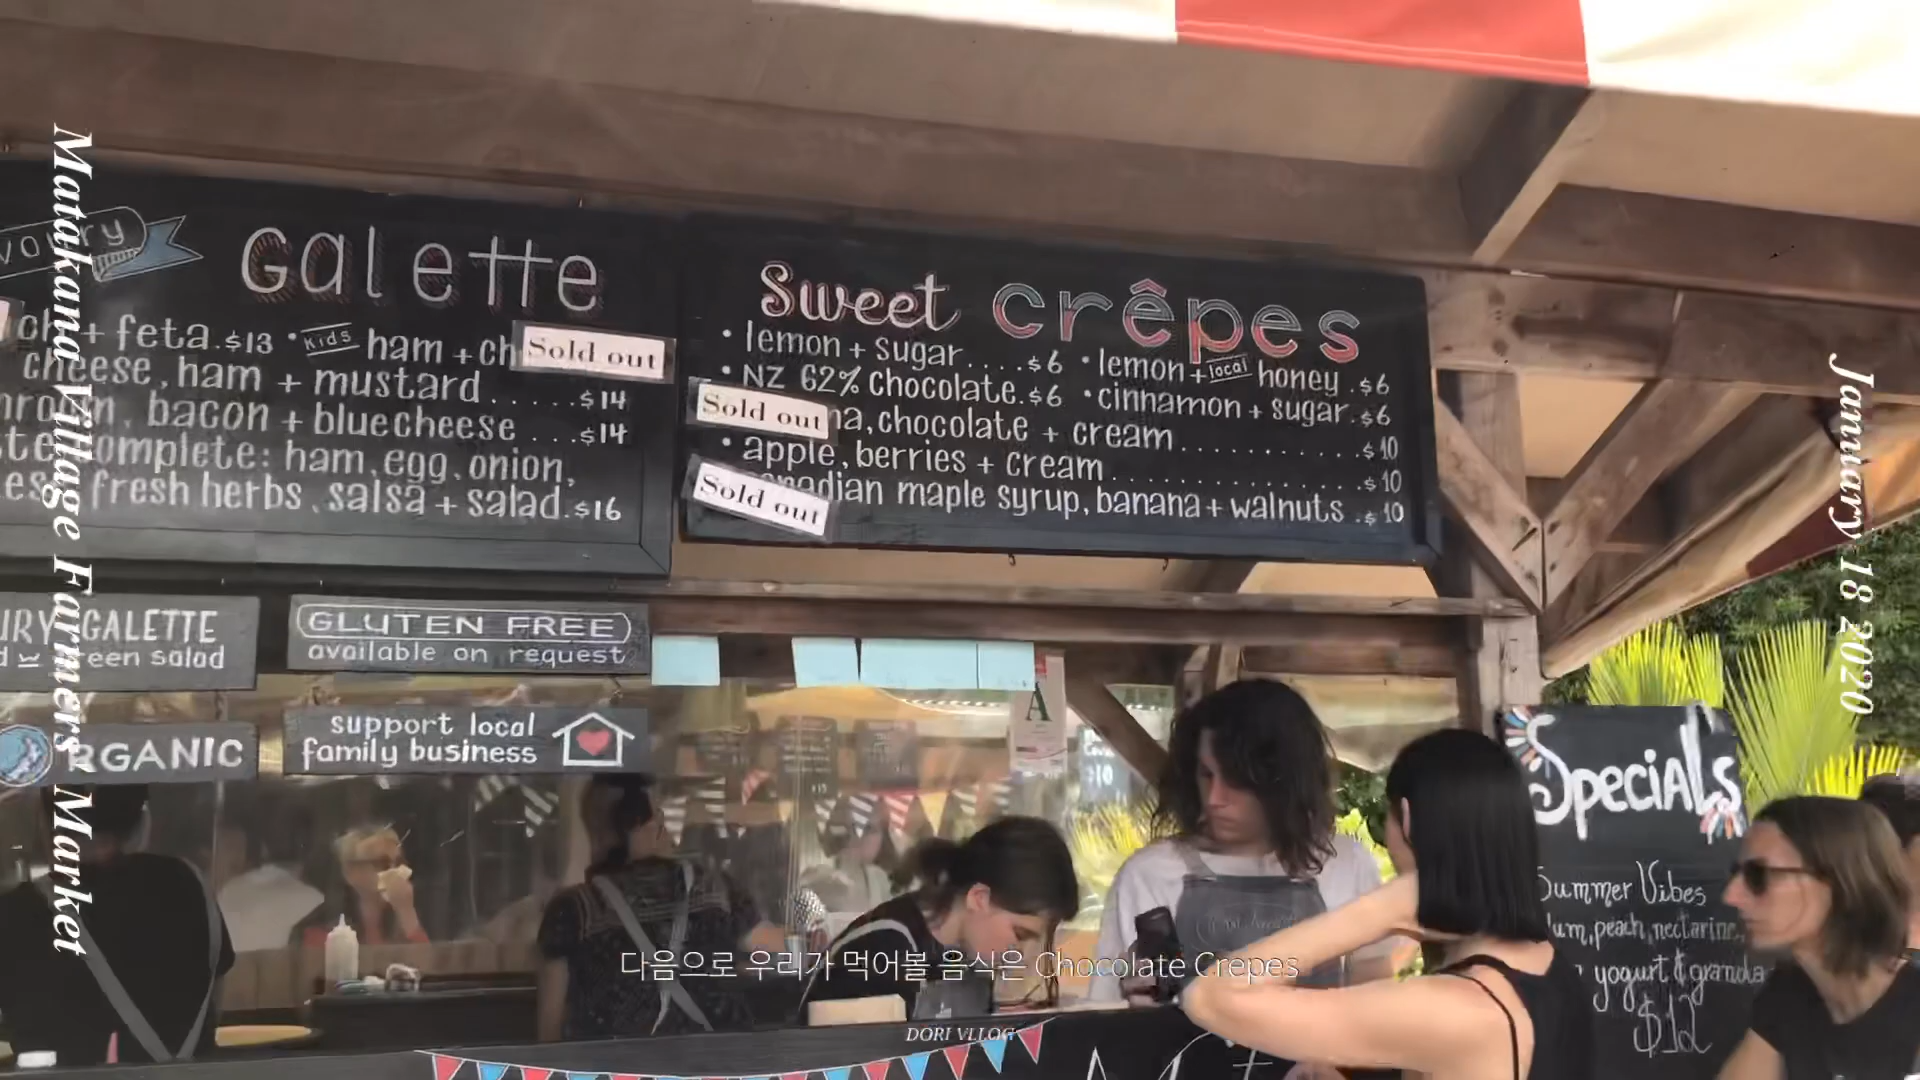 Matakana Village Farmers' Market
January 18 2020
Galette
+ feta.$13 • kids ham +
Sold out
cheese, ham + mustard.....$14
bacon + bluecheese ...$14
complete: ham, egg, onion,
fresh herbs, salsa + salad.$16
Sweet crêpes
• lemon + sugar....$6 • lemon + local honey .$6
• NZ 62% chocolate.$6 • cinnamon + sugar.$6
Sold out
chocolate + cream............$10
• apple, berries + cream...............$10
Sold out
maple syrup, banana + walnuts .$10
GALETTE
salad
GLUTEN FREE
available on request
support local
family business
A
Specials
Summer Vibes
peach, nectarine,
yogurt & granola
$12
다음으로 우리가 먹어볼 음식은 Chocolate Crepes
DORI VLLOG